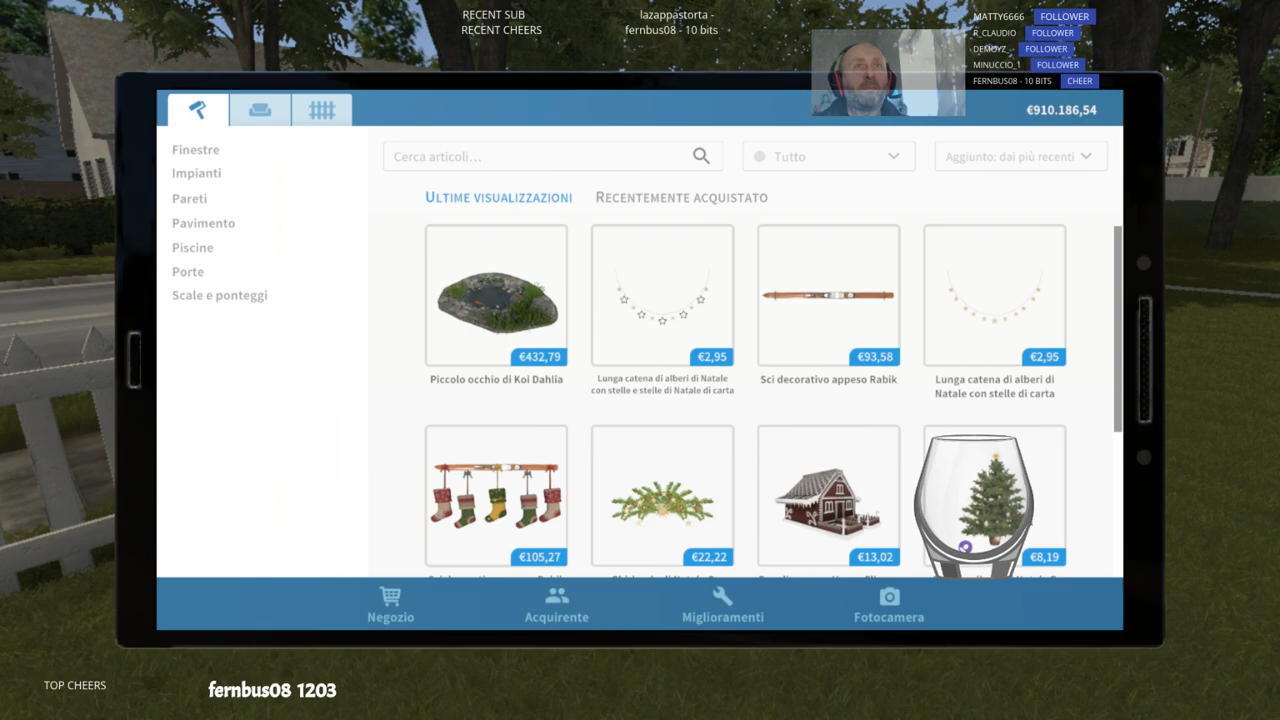 RECENT SUB
RECENT CHEERS
lazappastorta -
fernbus08 - 10 bits
MATTY6666 FOLLOWER
R_CLAUDIO FOLLOWER
DEMOYZ_ FOLLOWER
MINUCCIO_1 FOLLOWER
FERNBUS08 - 10 BITS CHEER
€910.186,54
Finestre
Impianti
Pareti
Pavimento
Piscine
Porte
Scale e ponteggi
Cerca articoli...
Tutto
Aggiunto: dai più recenti
ULTIME VISUALIZZAZIONI
RECENTEMENTE ACQUISTATO
€432,79
€2,95
€93,58
€2,95
Piccolo occhio di Koi Dahlia
Lunga catena di alberi di Natale
con stelle e stelle di Natale di carta
Sci decorativo appeso Rabik
Lunga catena di alberi di
Natale con stelle di carta
€105,27
€22,22
€13,02
€8,19
Negozio
Acquirente
Miglioramenti
Fotocamera
TOP CHEERS
fernbus08 1203